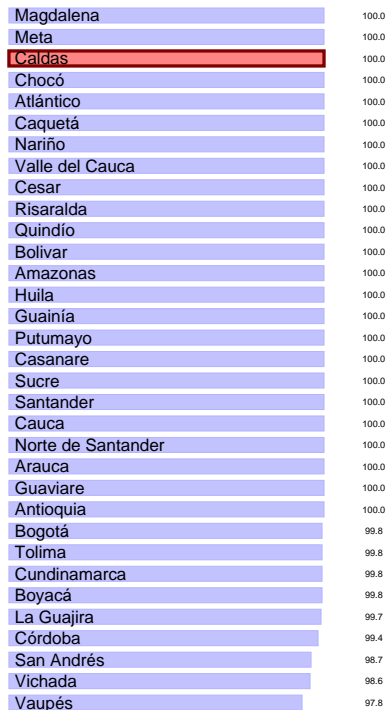 Magdalena 100.0
Meta 100.0
Caldas 100.0
Chocó 100.0
Atlántico 100.0
Caquetá 100.0
Nariño 100.0
Valle del Cauca 100.0
Cesar 100.0
Risaralda 100.0
Quindío 100.0
Bolivar 100.0
Amazonas 100.0
Huila 100.0
Guainía 100.0
Putumayo 100.0
Casanare 100.0
Sucre 100.0
Santander 100.0
Cauca 100.0
Norte de Santander 100.0
Arauca 100.0
Guaviare 100.0
Antioquia 100.0
Bogotá 99.8
Tolima 99.8
Cundinamarca 99.8
Boyacá 99.8
La Guajira 99.7
Córdoba 99.4
San Andrés 98.7
Vichada 98.6
Vaupés 97.8